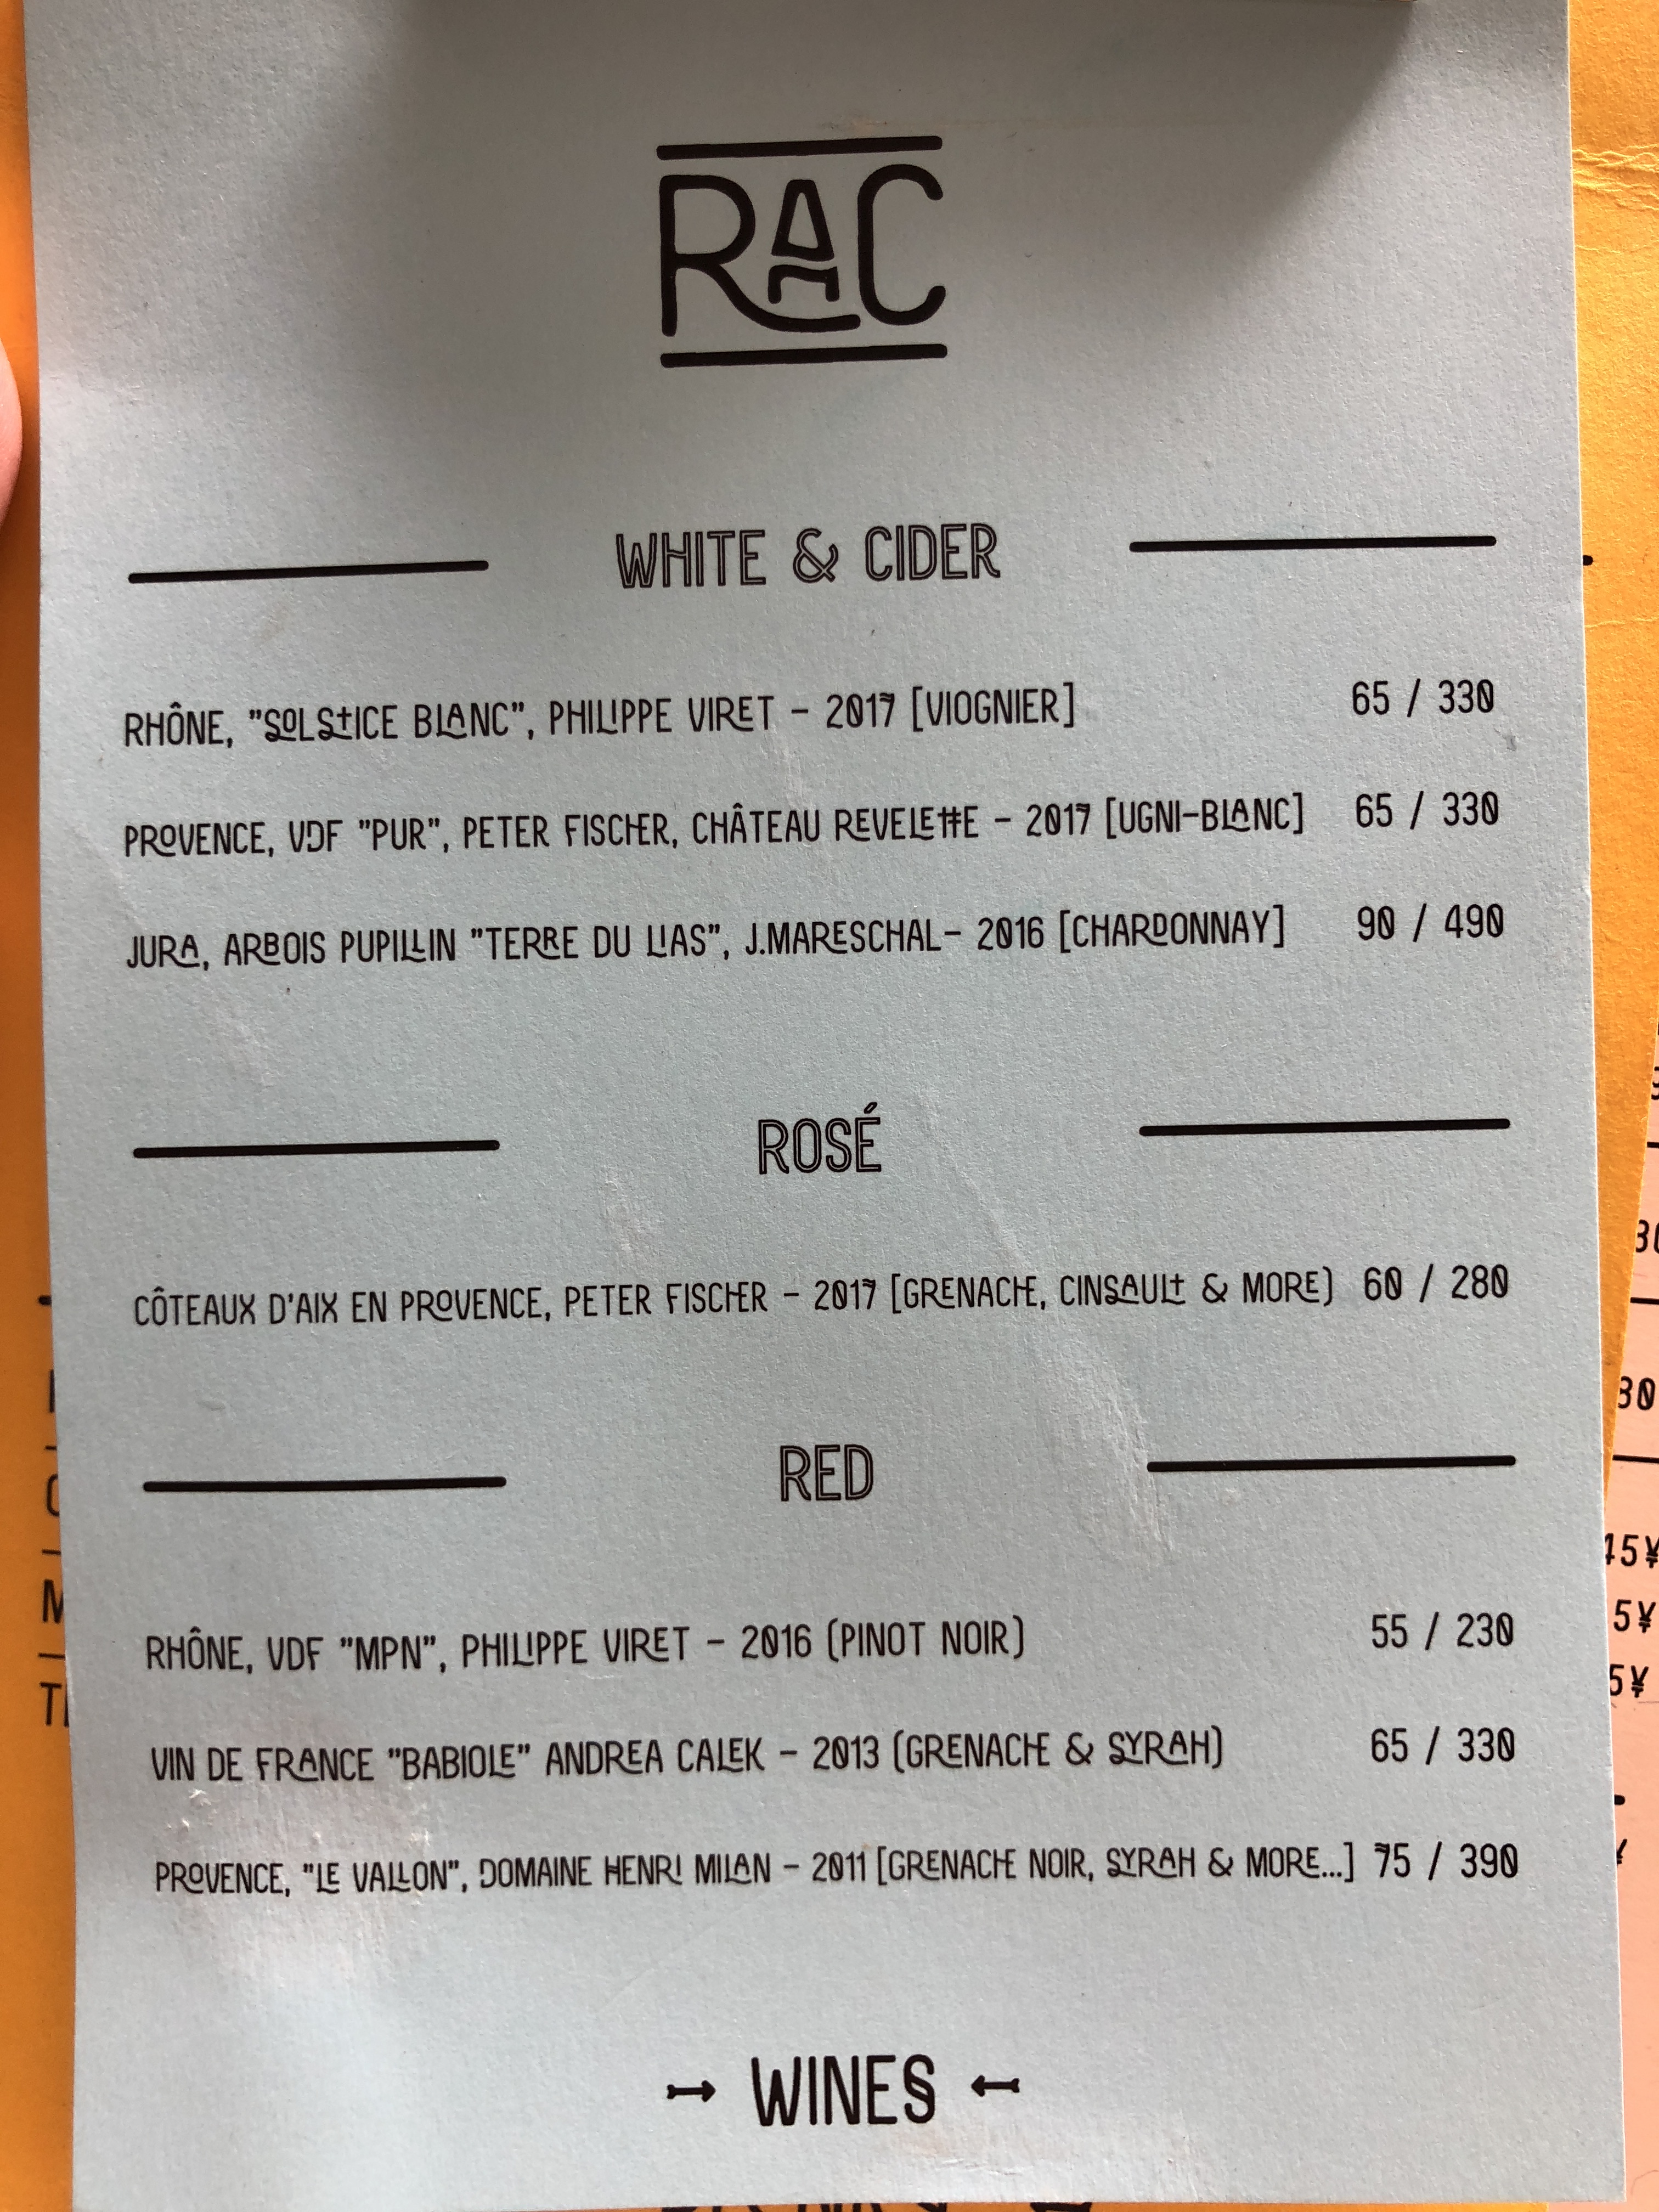 RAC
WHITE & CIDER
RHÔNE, "SOLSTICE BLANC", PHILIPPE VIRET - 2017 [VIOGNIER] 65 / 330
PROVENCE, VDF "PUR", PETER FISCHER, CHÂTEAU REVELETTE - 2017 [UGNI-BLANC] 65 / 330
JURA, ARBOIS PUPILLIN "TERRE DU LIAS", J.MARESCHAL- 2016 [CHARDONNAY] 90 / 490
ROSÉ
CÔTEAUX D'AIX EN PROVENCE, PETER FISCHER - 2017 [GRENACHE, CINSAULT & MORE) 60 / 280
RED
RHÔNE, VDF "MPN", PHILIPPE VIRET - 2016 (PINOT NOIR) 55 / 230
VIN DE FRANCE "BABIOLE" ANDREA CALEK - 2013 (GRENACHE & SYRAH) 65 / 330
PROVENCE, "LE VALLON", DOMAINE HENRI MILAN - 2011 [GRENACHE NOIR, SYRAH & MORE...] 75 / 390
→ WINES ←